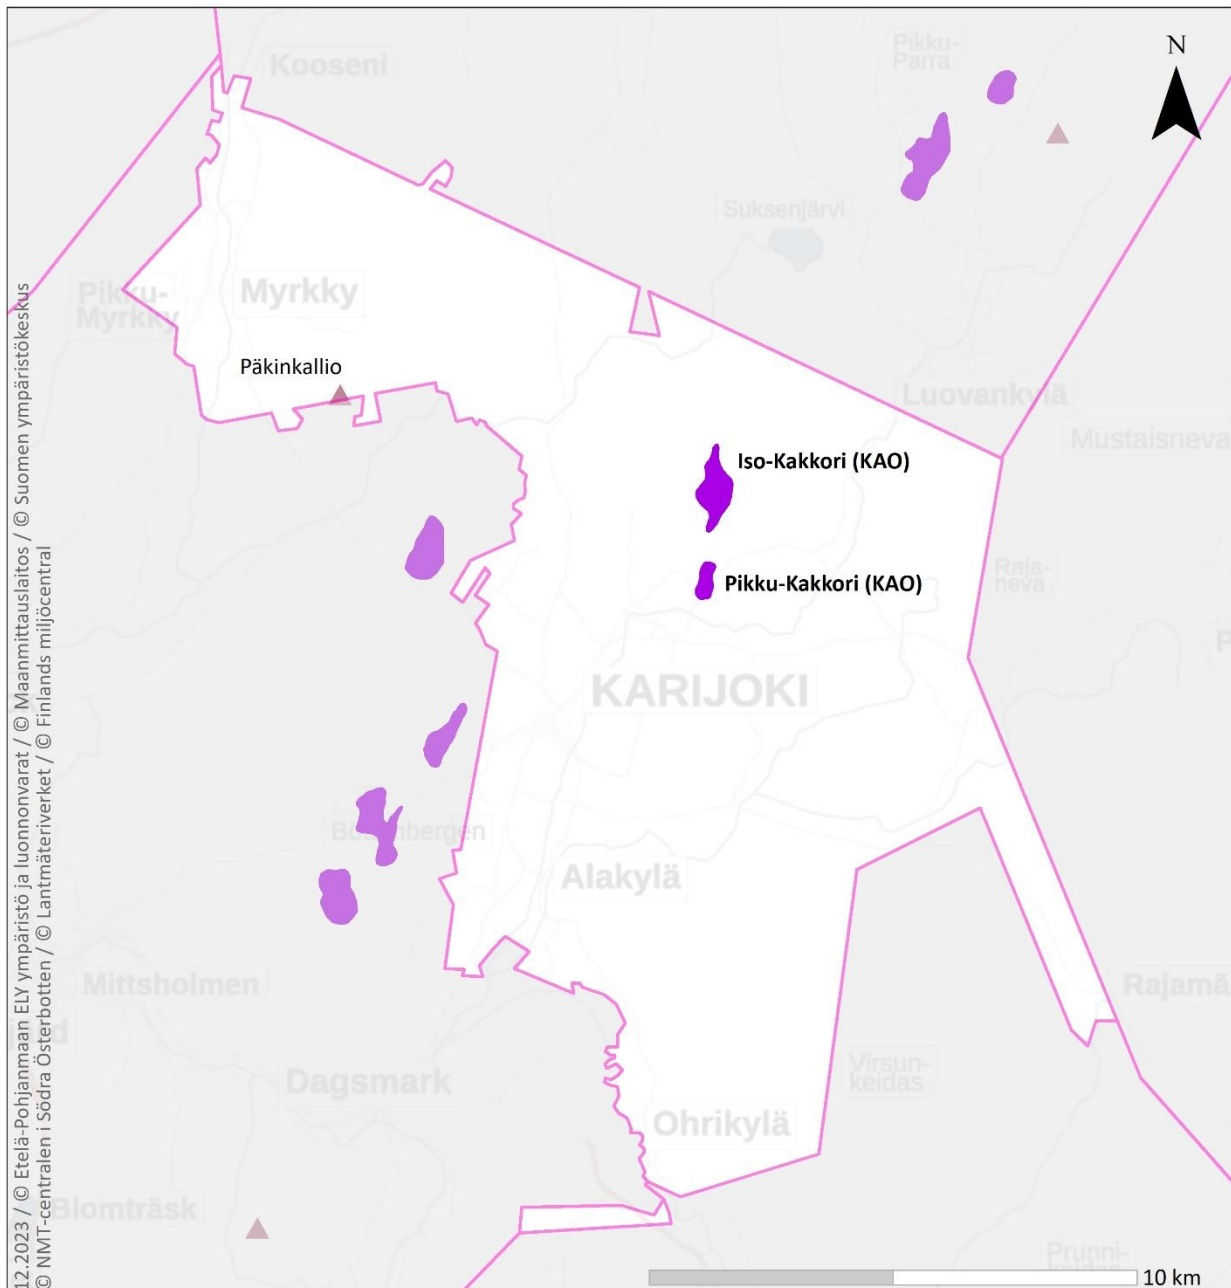 Kooseni
Pikku-
Parra
N
Suksenjärvi
Pikku-
Myrkky
Myrkky
Päkinkallio
Luovankylä
Mustaisneva
Iso-Kakkori (KAO)
Raja-
neva
Pikku-Kakkori (KAO)
KARIJOKI
Alakylä
Mittsholmen
Rajamä
Virsun-
keidas
Dagsmark
Ohrikylä
Blomträsk
Prunni-
keidas
10 km
12.2023 / © Etelä-Pohjanmaan ELY ympäristö ja luonnonvarat / © Maanmittauslaitos / © Suomen ympäristökeskus
© NMT-centralen i Södra Österbotten / © Lantmäteriverket / © Finlands miljöcentral